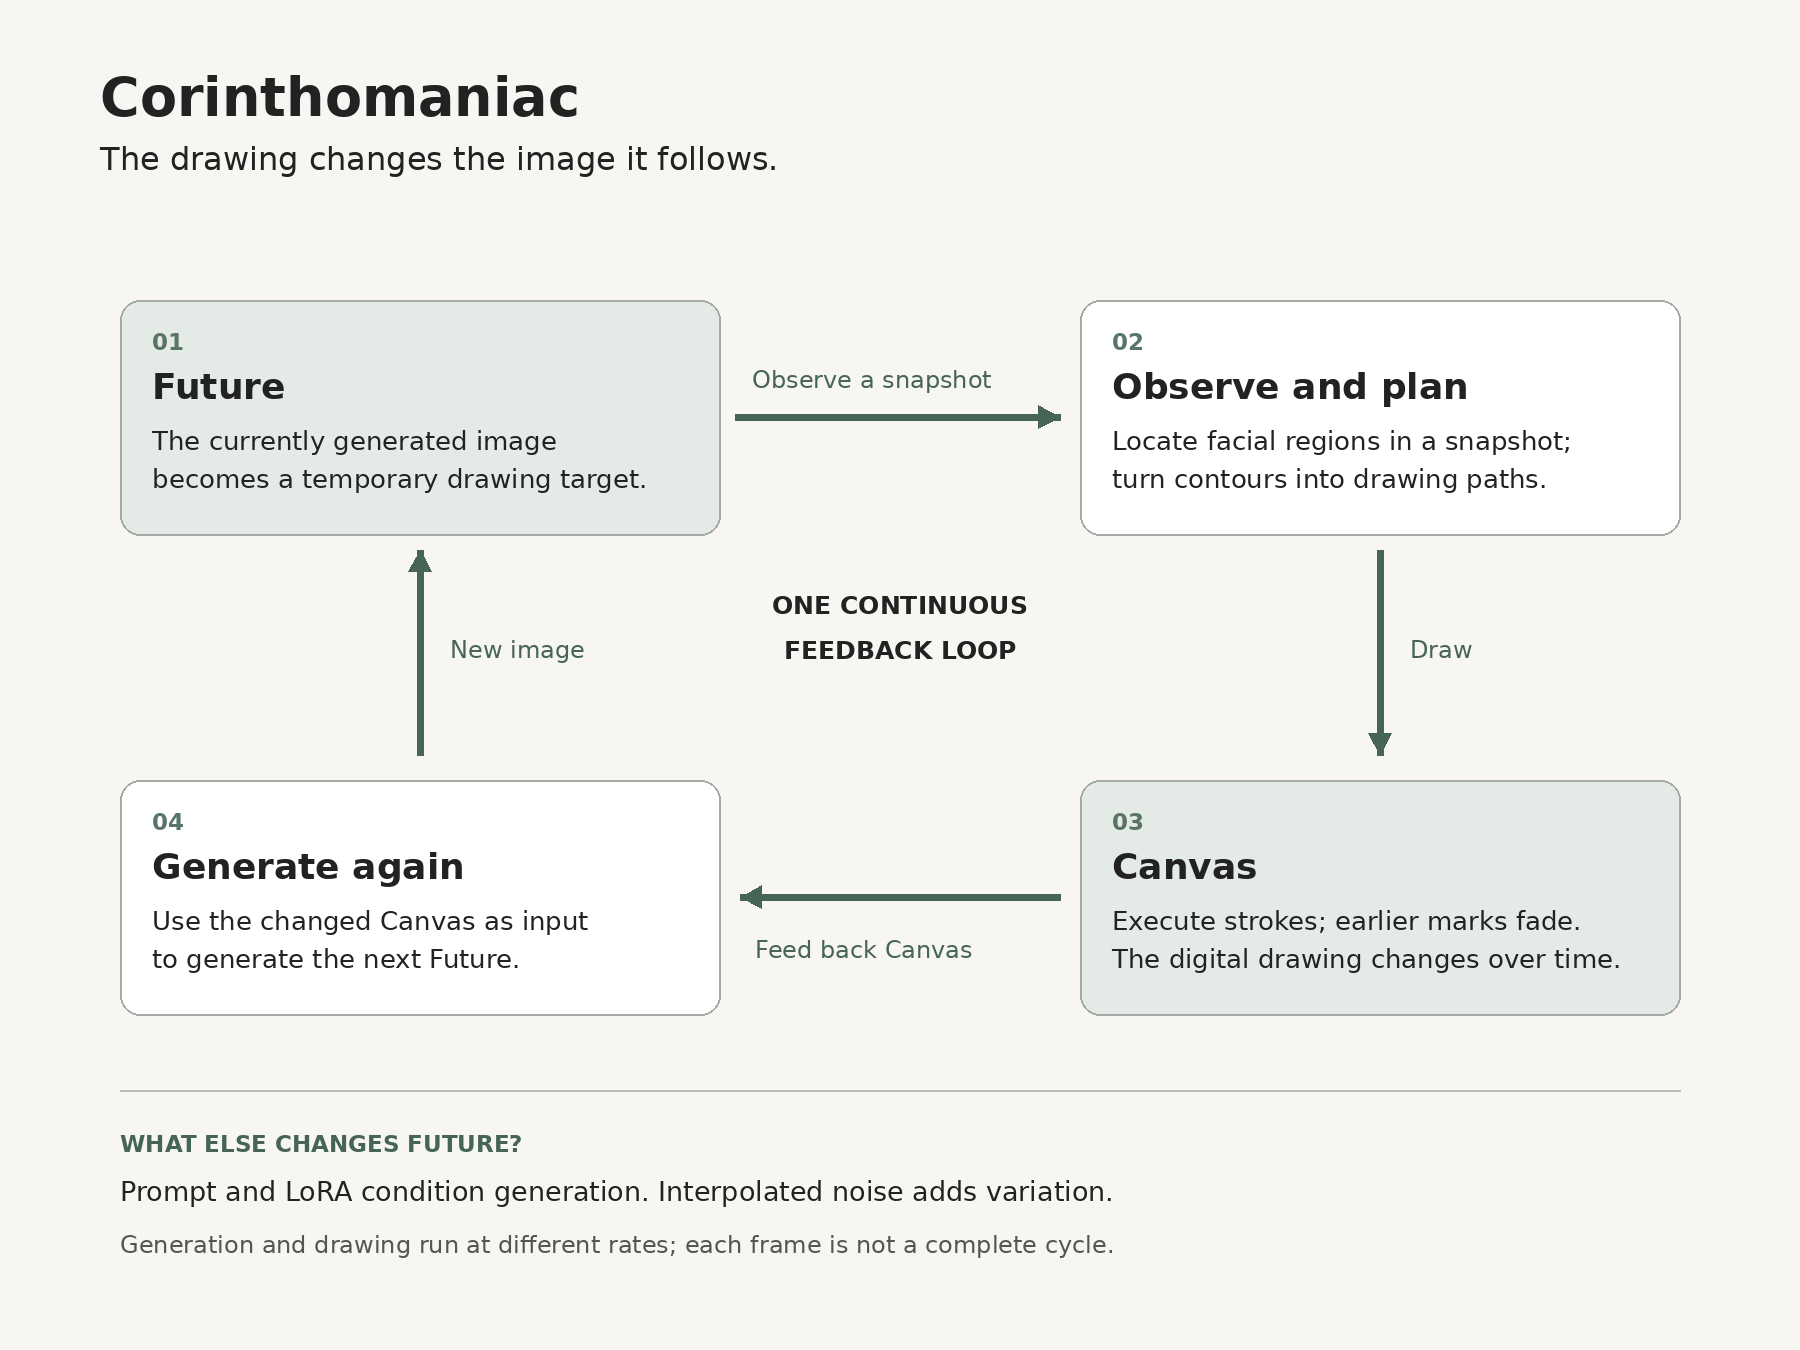 Corinthomaniac
The drawing changes the image it follows.
01
Future
The currently generated image
becomes a temporary drawing target.
Observe a snapshot
02
Observe and plan
Locate facial regions in a snapshot;
turn contours into drawing paths.
ONE CONTINUOUS
FEEDBACK LOOP
New image
Draw
04
Generate again
Use the changed Canvas as input
to generate the next Future.
Feed back Canvas
03
Canvas
Execute strokes; earlier marks fade.
The digital drawing changes over time.
WHAT ELSE CHANGES FUTURE?
Prompt and LoRA condition generation. Interpolated noise adds variation.
Generation and drawing run at different rates; each frame is not a complete cycle.